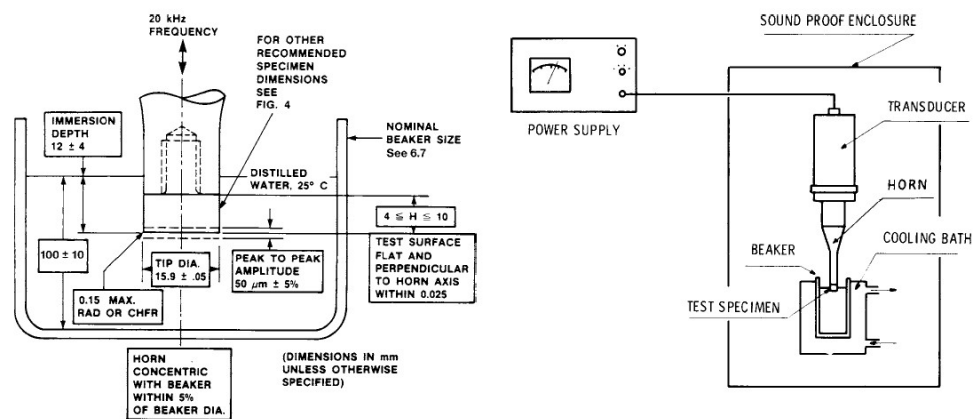 20 kHz
FREQUENCY
FOR OTHER
RECOMMENDED
SPECIMEN
DIMENSIONS
SEE
FIG. 4
IMMERSION
DEPTH
12 ± 4
NOMINAL
BEAKER SIZE
See 6.7
DISTILLED
WATER, 25° C
4 ≦ H ≦ 10
100 ± 10
TIP DIA.
15.9 ± .05
PEAK TO PEAK
AMPLITUDE
50 µm ± 5%
TEST SURFACE
FLAT AND
PERPENDICULAR
TO HORN AXIS
WITHIN 0.025
0.15 MAX.
RAD OR CHFR
HORN
CONCENTRIC
WITH BEAKER
WITHIN 5%
OF BEAKER DIA.
(DIMENSIONS IN mm
UNLESS OTHERWISE
SPECIFIED)
SOUND PROOF ENCLOSURE
POWER SUPPLY
TRANSDUCER
HORN
BEAKER
COOLING BATH
TEST SPECIMEN